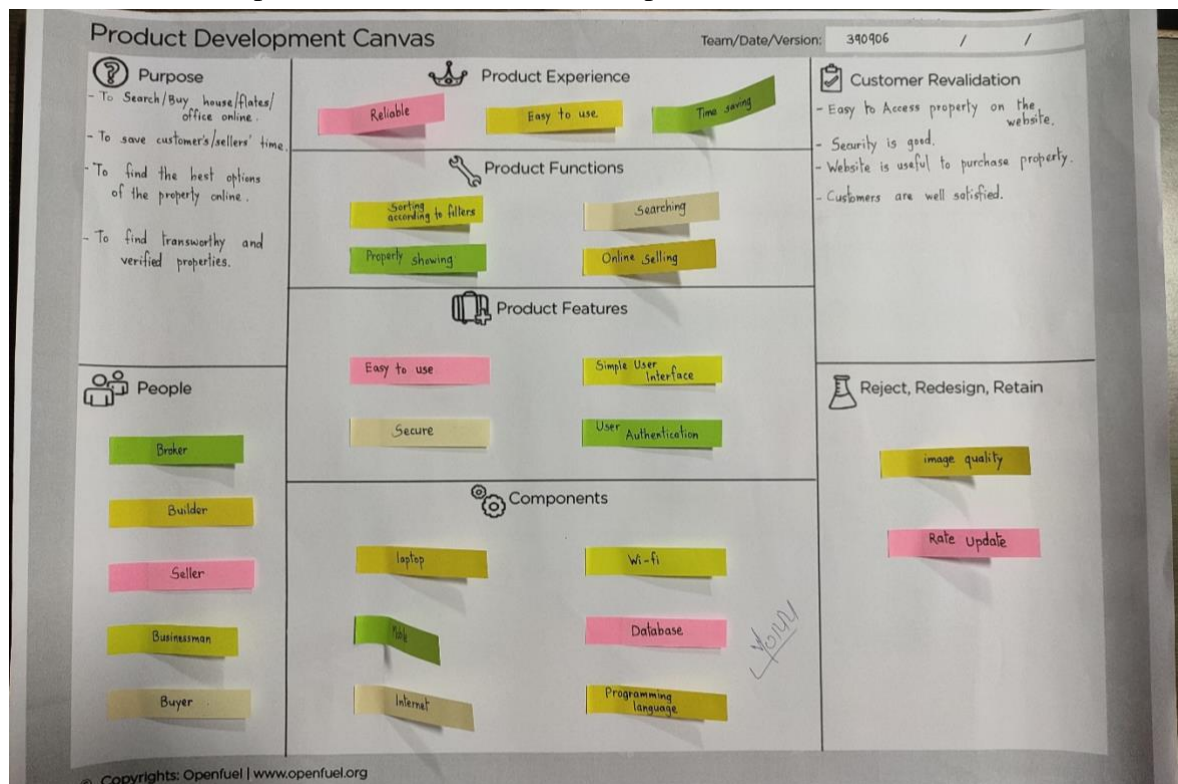 Product Development Canvas
Team/Date/Version:
390906 / /
Purpose
- To Search/Buy house/flates/
office online.
- To save customer's/sellers' time.
- To find the best options
of the property online.
- To find transworthy and
verified properties.
Product Experience
Reliable
Easy to use
Time saving
Product Functions
Sorting
according to filters
Searching
Property showing
Online Selling
Product Features
Easy to use
Simple User
Interface
Secure
User Authentication
Components
laptop
Wi-fi
Database
Internet
Programming
language
Customer Revalidation
- Easy to Access property on the
website.
- Security is good.
- Website is useful to purchase property.
- Customers are well satisfied.
People
Broker
Builder
Seller
Businessman
Buyer
Reject, Redesign, Retain
image quality
Rate Update
Copyrights: Openfuel | www.openfuel.org